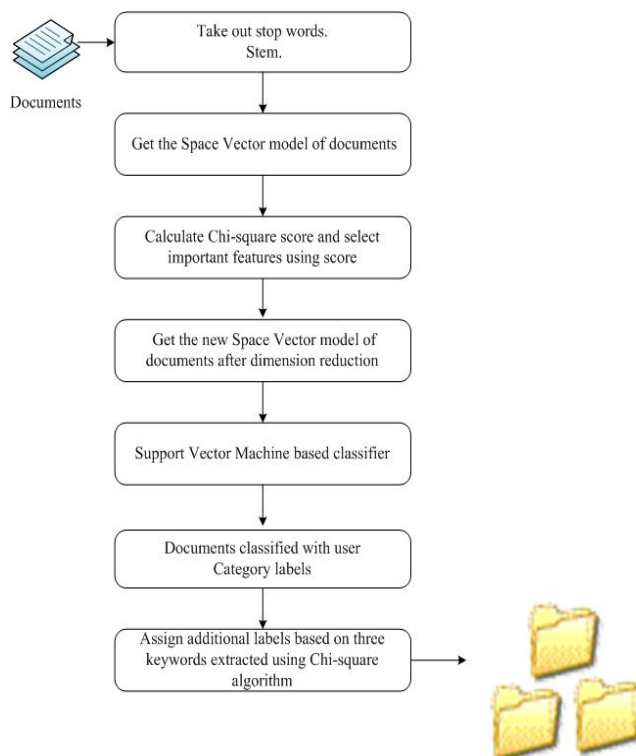 Take out stop words.
Stem.
Documents
Get the Space Vector model of documents
Calculate Chi-square score and select
important features using score
Get the new Space Vector model of
documents after dimension reduction
Support Vector Machine based classifier
Documents classified with user
Category labels
Assign additional labels based on three
keywords extracted using Chi-square
algorithm